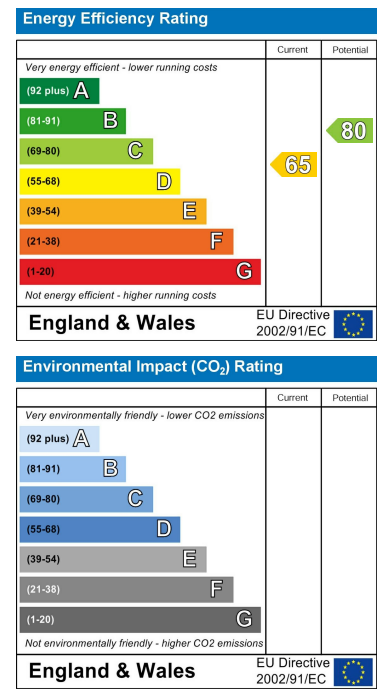 Energy Efficiency Rating
Current Potential
Very energy efficient - lower running costs
(92 plus) A
(81-91) B
80
(69-80) C
65
(55-68) D
(39-54) E
(21-38) F
(1-20) G
Not energy efficient - higher running costs
England & Wales
EU Directive
2002/91/EC
Environmental Impact (CO₂) Rating
Current Potential
Very environmentally friendly - lower CO2 emissions
(92 plus) A
(81-91) B
(69-80) C
(55-68) D
(39-54) E
(21-38) F
(1-20) G
Not environmentally friendly - higher CO2 emissions
England & Wales
EU Directive
2002/91/EC